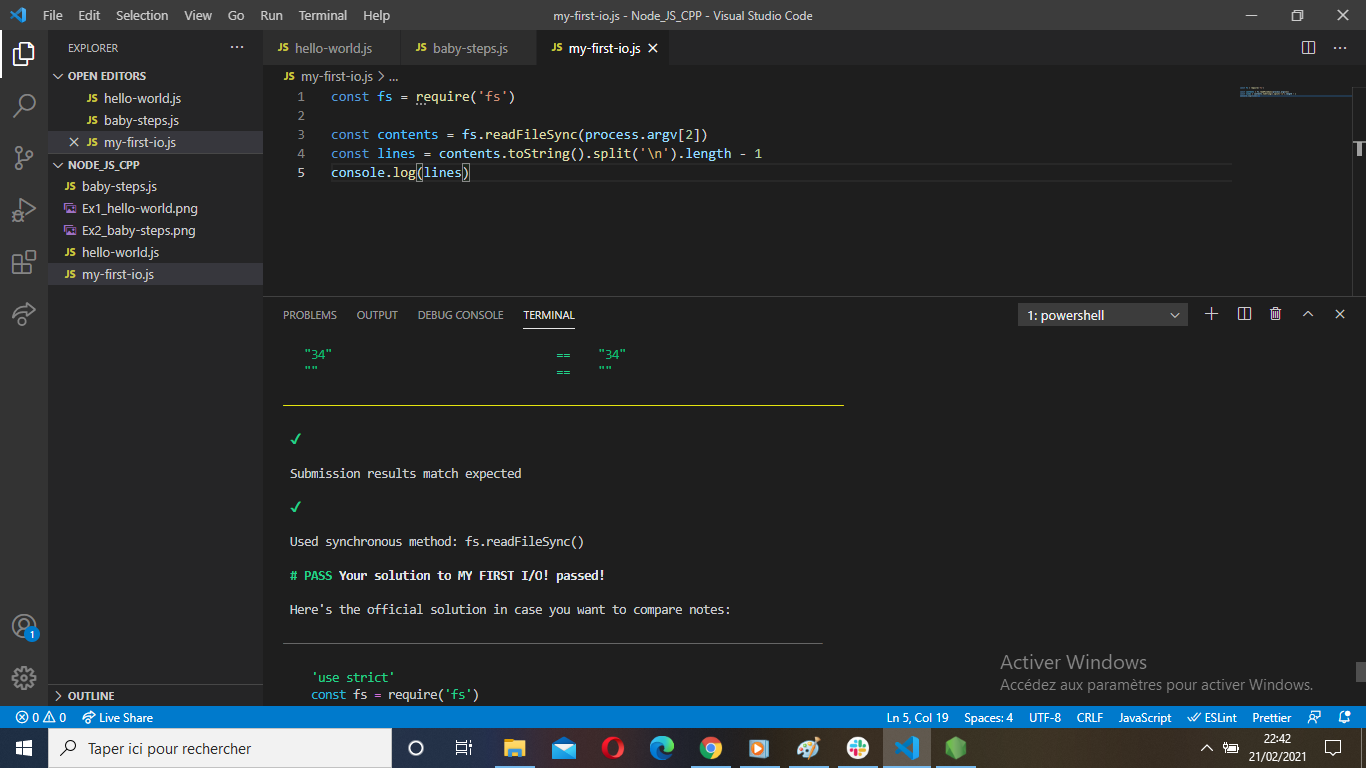 File Edit Selection View Go Run Terminal Help my-first-io.js - Node_JS_CPP - Visual Studio Code
EXPLORER
OPEN EDITORS
JS hello-world.js
JS baby-steps.js
JS my-first-io.js
NODE_JS_CPP
JS baby-steps.js
Ex1_hello-world.png
Ex2_baby-steps.png
JS hello-world.js
JS my-first-io.js
OUTLINE
JS hello-world.js JS baby-steps.js JS my-first-io.js
JS my-first-io.js > ...
1 const fs = require('fs')
2
3 const contents = fs.readFileSync(process.argv[2])
4 const lines = contents.toString().split('\n').length - 1
5 console.log(lines)
PROBLEMS OUTPUT DEBUG CONSOLE TERMINAL 1: powershell
"34" == "34"
"" == ""
✔
Submission results match expected
✔
Used synchronous method: fs.readFileSync()
# PASS Your solution to MY FIRST I/O! passed!
Here's the official solution in case you want to compare notes:
'use strict'
const fs = require('fs')
Activer Windows
Accédez aux paramètres pour activer Windows.
1
0 0 Live Share Ln 5, Col 19 Spaces: 4 UTF-8 CRLF JavaScript ESLint Prettier
Taper ici pour rechercher
22:42
21/02/2021